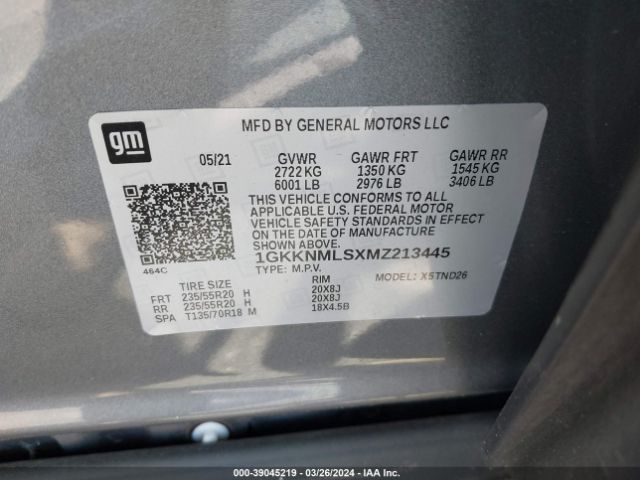 gm
MFD BY GENERAL MOTORS LLC
05/21 GVWR GAWR FRT GAWR RR
2722 KG 1350 KG 1545 KG
6001 LB 2976 LB 3406 LB
THIS VEHICLE CONFORMS TO ALL
APPLICABLE U.S. FEDERAL MOTOR
VEHICLE SAFETY STANDARDS IN EFFECT
ON THE DATE OF MANUFACTURE
SHOWN ABOVE.
1GKKNMLSXMZ213445
464C TYPE: M.P.V. MODEL: X5TND26
TIRE SIZE RIM
FRT 235/55R20 H 20X8J
RR 235/55R20 H 20X8J
SPA T135/70R18 M 18X4.5B
000-39045219 - 03/26/2024 - IAA Inc.